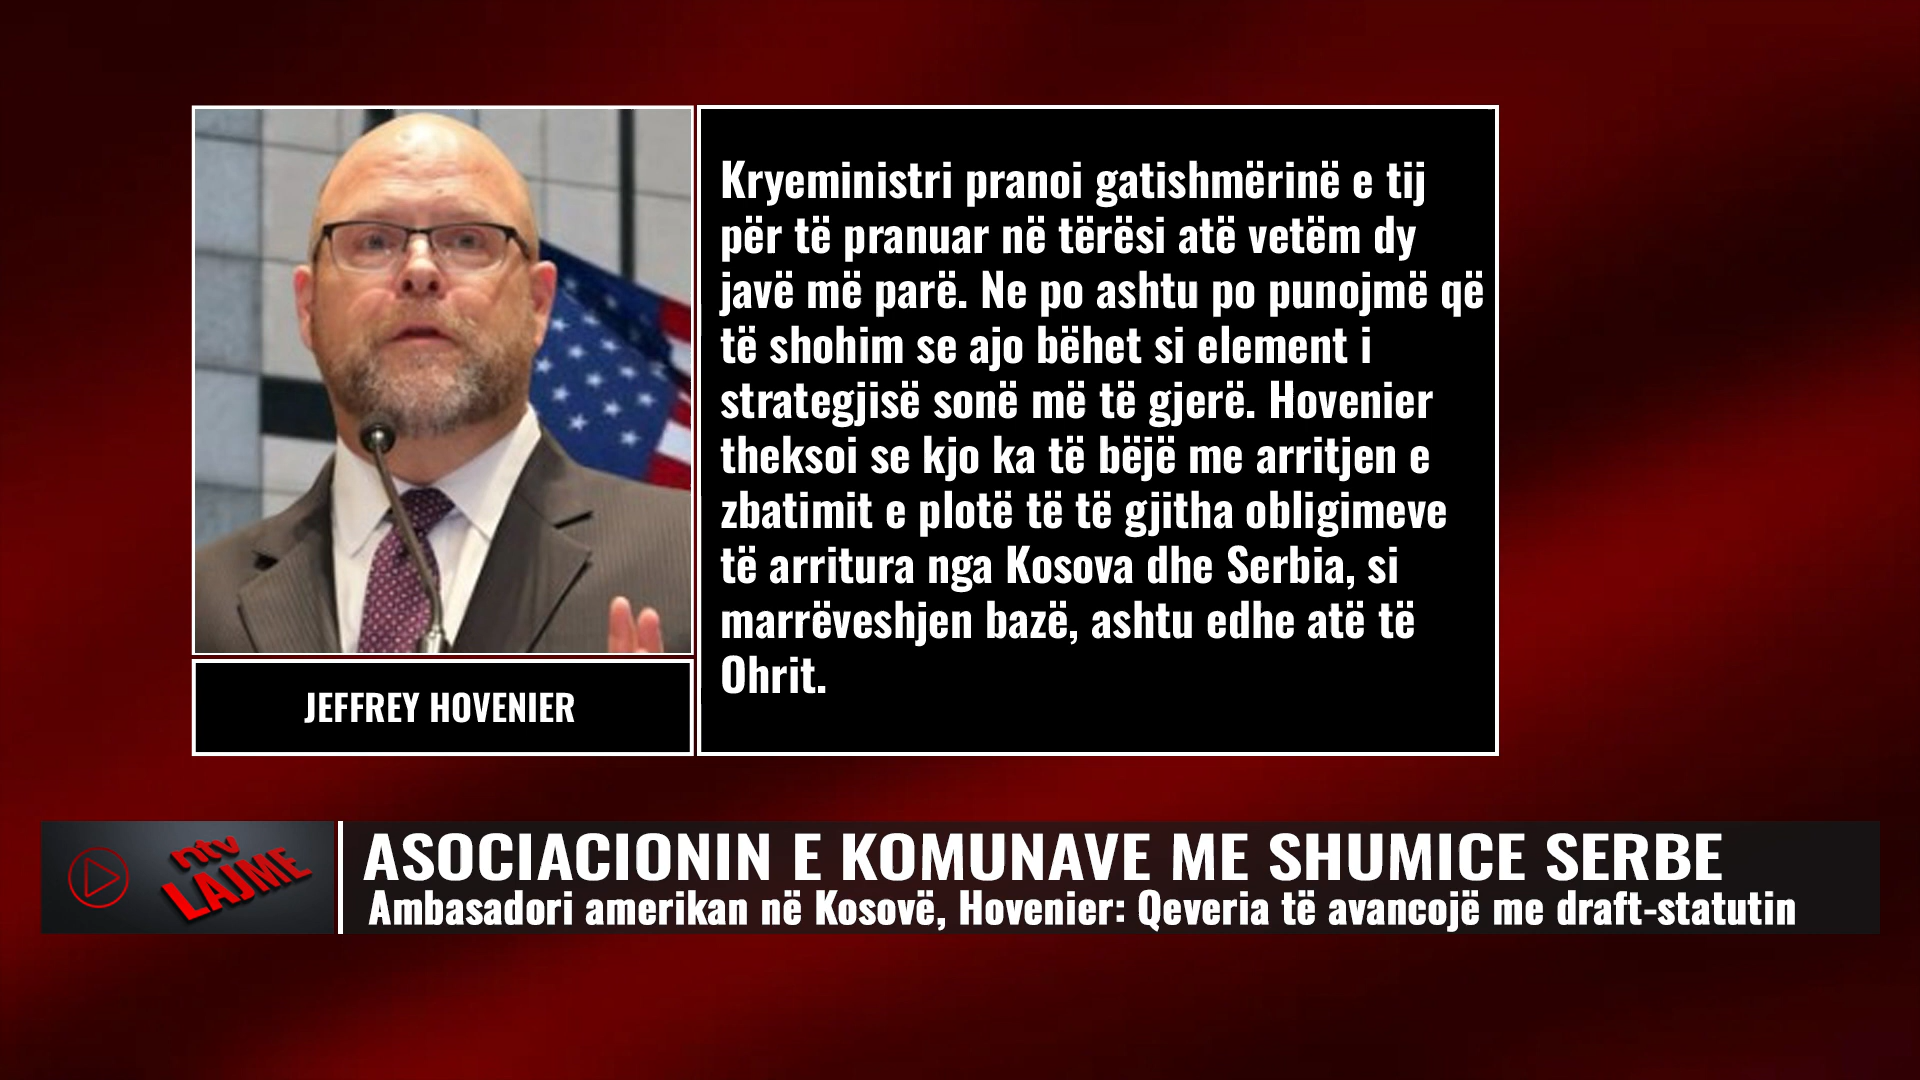 Kryeministri pranoi gatishmërinë e tij
për të pranuar në tërësi atë vetëm dy
javë më parë. Ne po ashtu po punojmë që
të shohim se ajo bëhet si element i
strategjisë sonë më të gjerë. Hovenier
theksoi se kjo ka të bëjë me arritjen e
zbatimit e plotë të të gjitha obligimeve
të arritura nga Kosova dhe Serbia, si
marrëveshjen bazë, ashtu edhe atë të
Ohrit.
JEFFREY HOVENIER
ntv
LAJME
ASOCIACIONIN E KOMUNAVE ME SHUMICE SERBE
Ambasadori amerikan në Kosovë, Hovenier: Qeveria të avancojë me draft-statutin